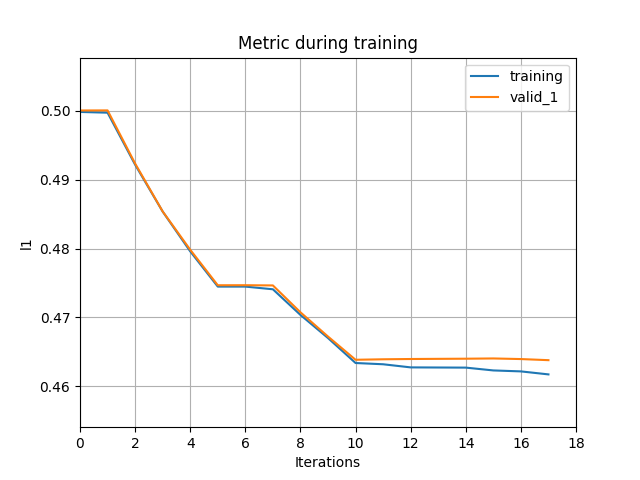 Metric during training
training
valid_1
0.50
0.49
0.48
0.47
0.46
l1
0 2 4 6 8 10 12 14 16 18
Iterations